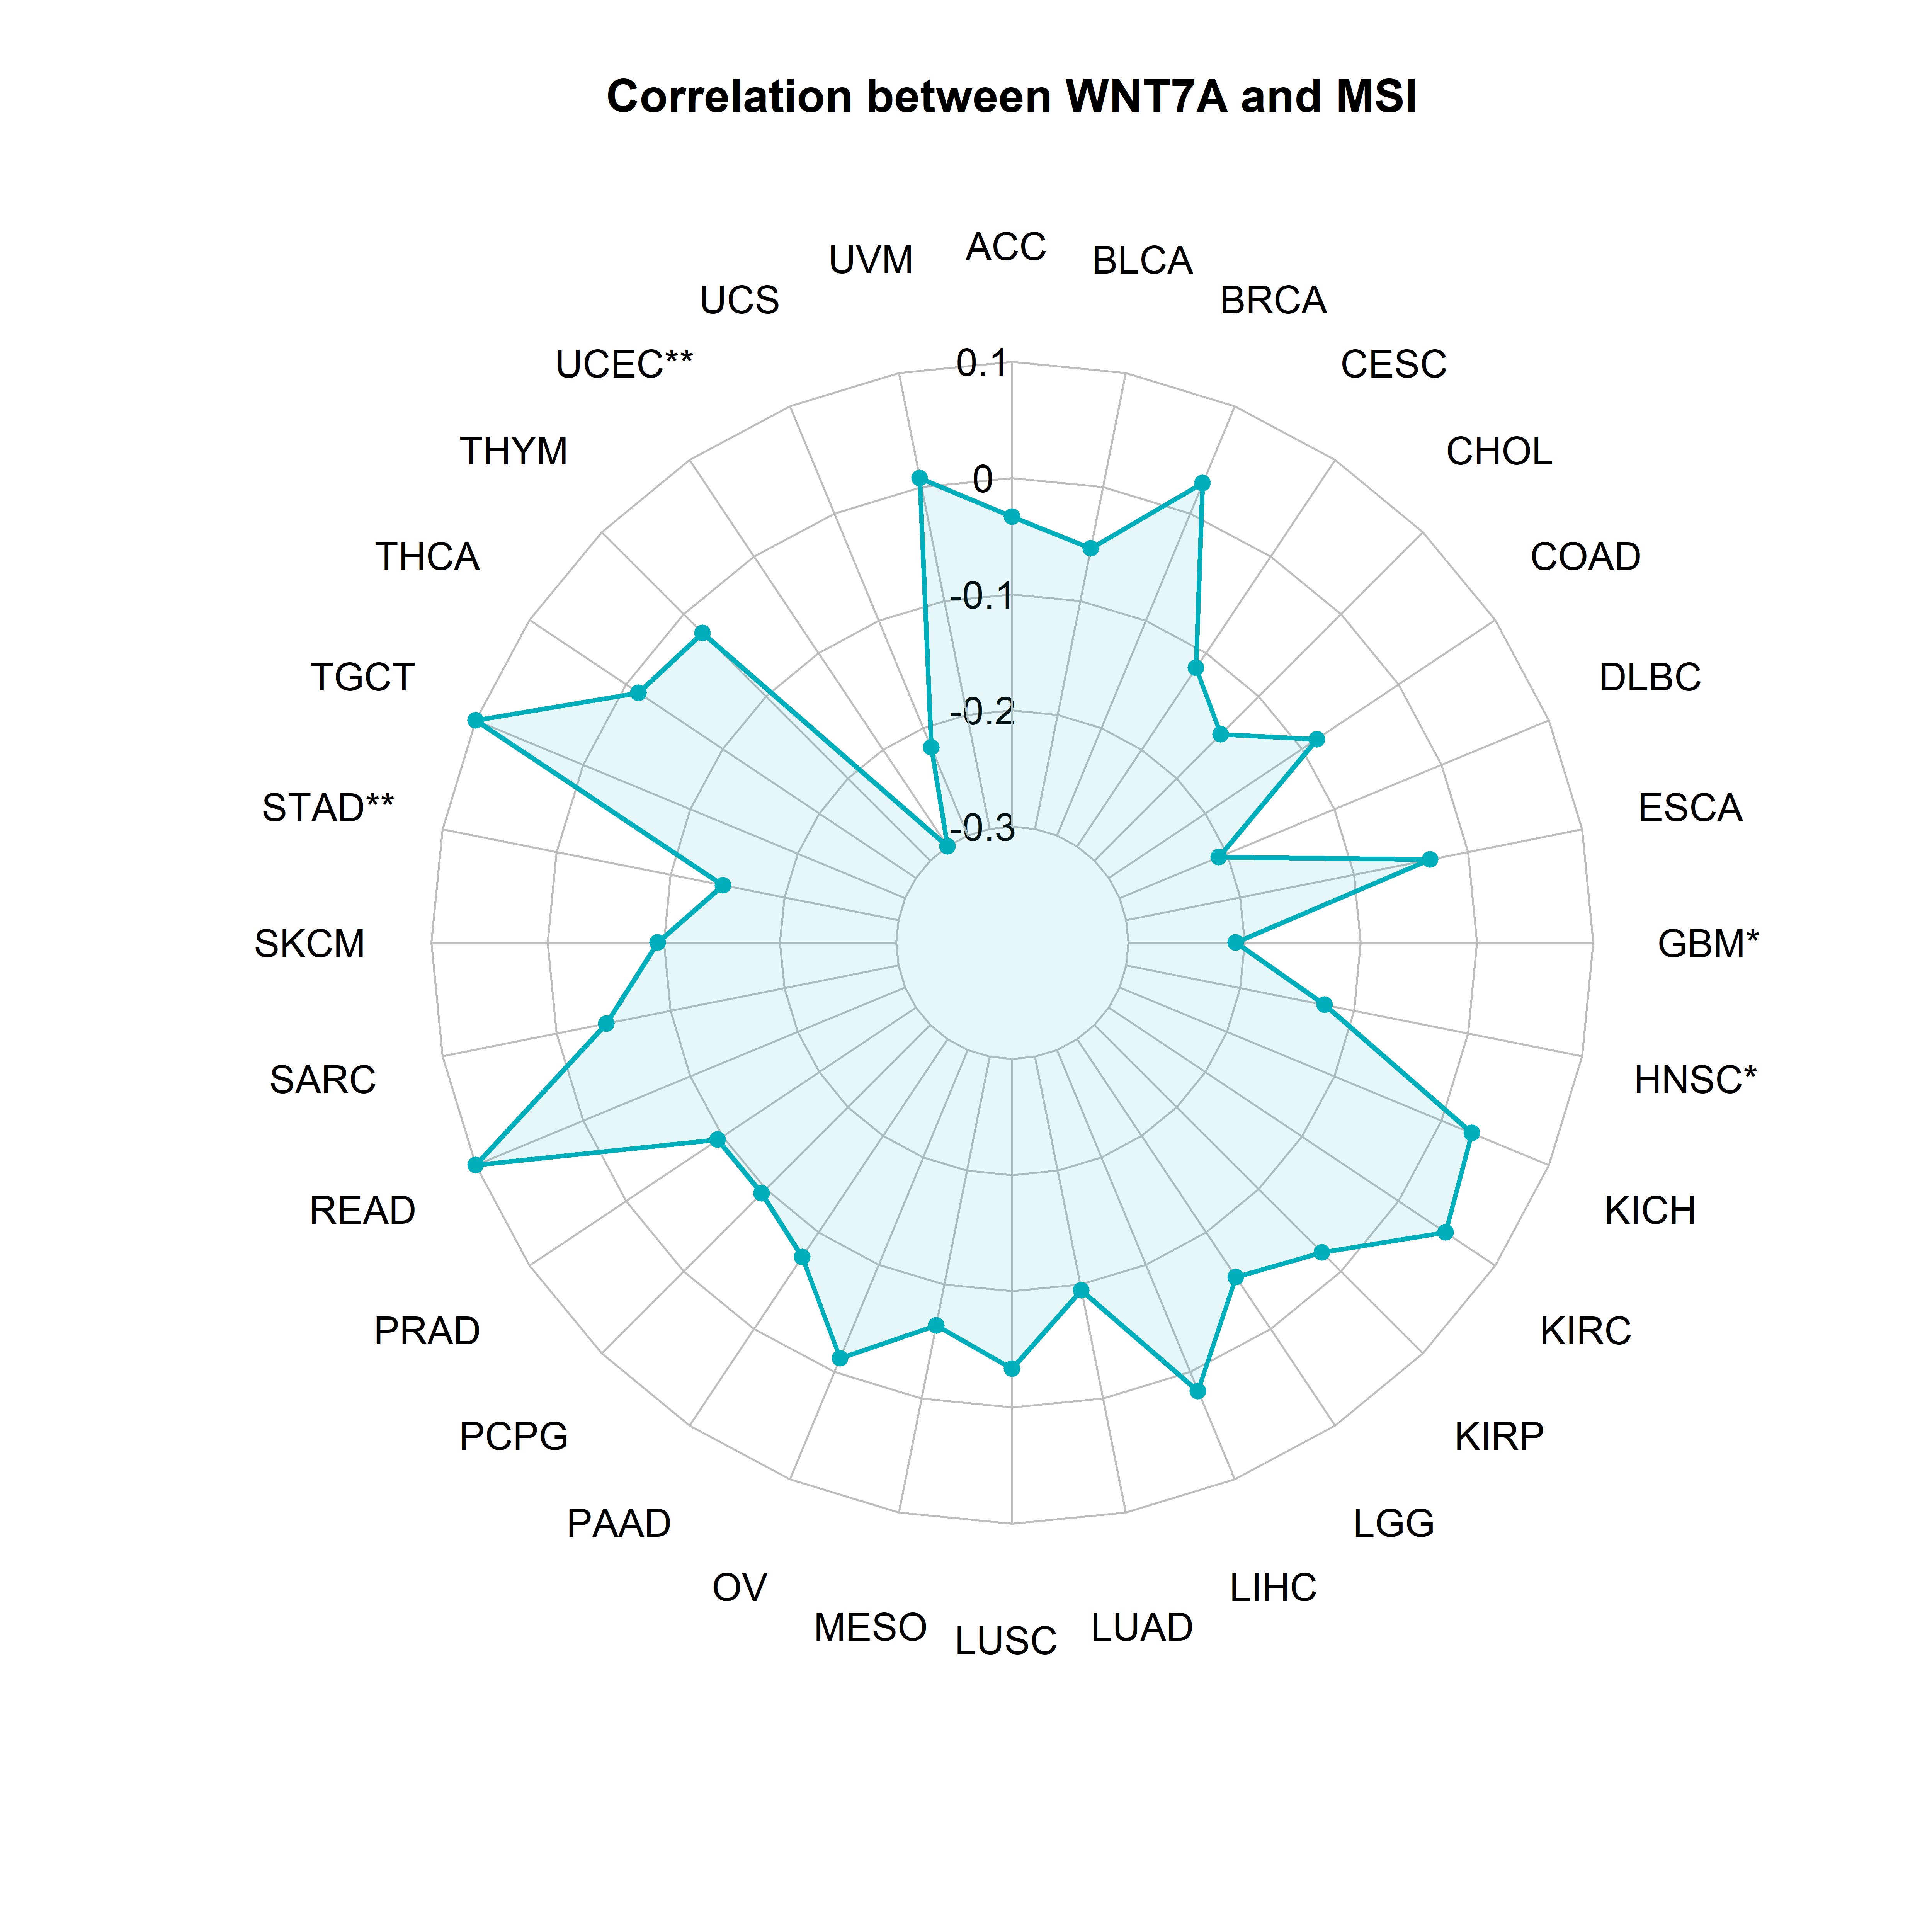 Correlation between WNT7A and MSI
ACC
BLCA
BRCA
CESC
CHOL
COAD
DLBC
ESCA
GBM*
HNSC*
KICH
KIRC
KIRP
LGG
LIHC
LUAD
LUSC
MESO
OV
PAAD
PCPG
PRAD
READ
SARC
SKCM
STAD**
TGCT
THCA
THYM
UCEC**
UCS
UVM
0.1
0
-0.1
-0.2
-0.3